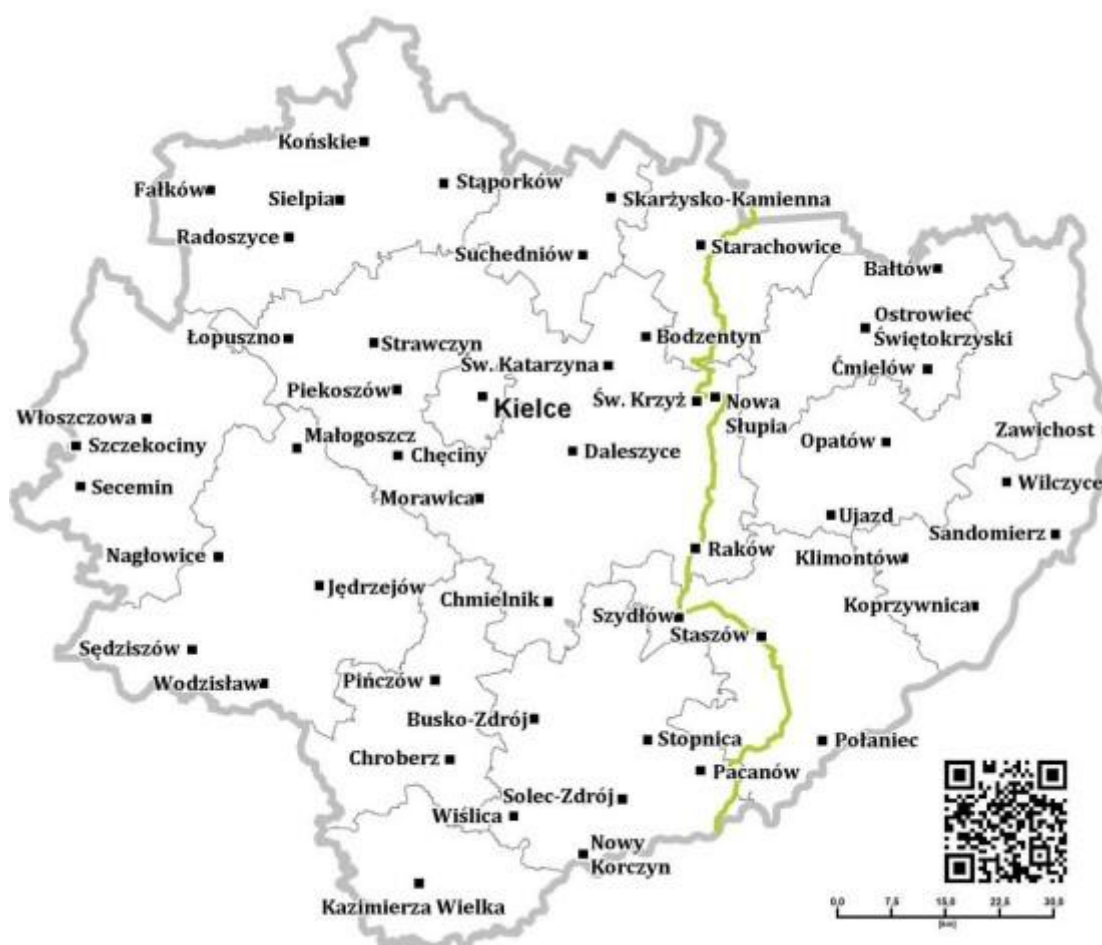 Końskie
Stąporków
Fałków
Sielpia
Skarżysko-Kamienna
Radoszyce
Starachowice
Suchedniów
Bałtów
Ostrowiec
Świętokrzyski
Łopuszno
Strawczyn
Bodzentyn
Św. Katarzyna
Ćmielów
Piekoszów
Kielce
Św. Krzyż
Nowa
Słupia
Włoszczowa
Szczekociny
Małogoszcz
Chęciny
Daleszyce
Opatów
Zawichost
Secemin
Morawica
Wilczyce
Ujazd
Sandomierz
Nagłowice
Raków
Klimontów
Jędrzejów
Chmielnik
Szydłów
Koprzywnica
Staszów
Sędziszów
Wodzisław
Pińczów
Busko-Zdrój
Stopnica
Połaniec
Chroberz
Pacanów
Solec-Zdrój
Wiślica
Nowy
Korczyn
Kazimierza Wielka
0,0 7,5 15,0 22,5 30,0
[km]